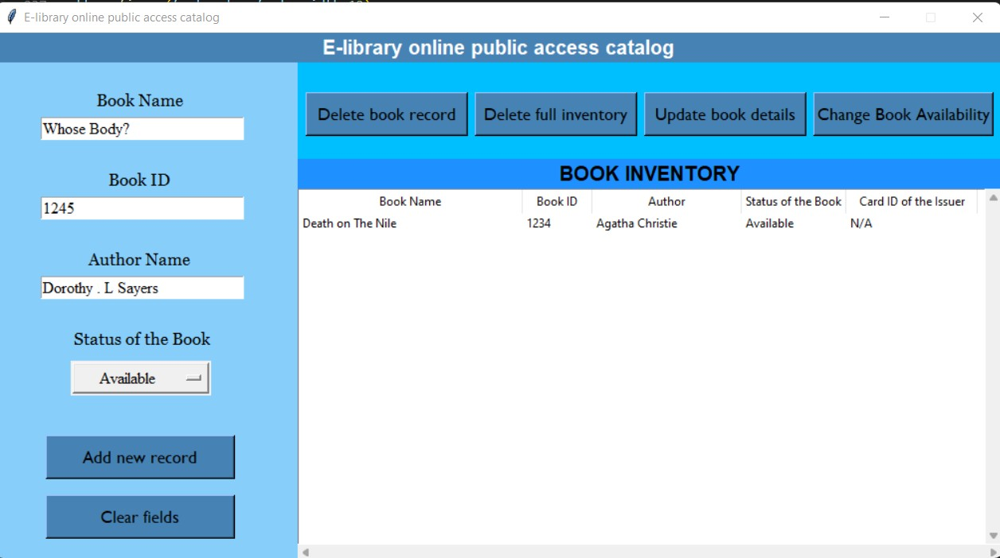 E-library online public access catalog
E-library online public access catalog
Book Name
Whose Body?
Book ID
1245
Author Name
Dorothy . L Sayers
Status of the Book
Available
Add new record
Clear fields
Delete book record Delete full inventory Update book details Change Book Availability
BOOK INVENTORY
Book Name Book ID Author Status of the Book Card ID of the Issuer
Death on The Nile 1234 Agatha Christie Available N/A